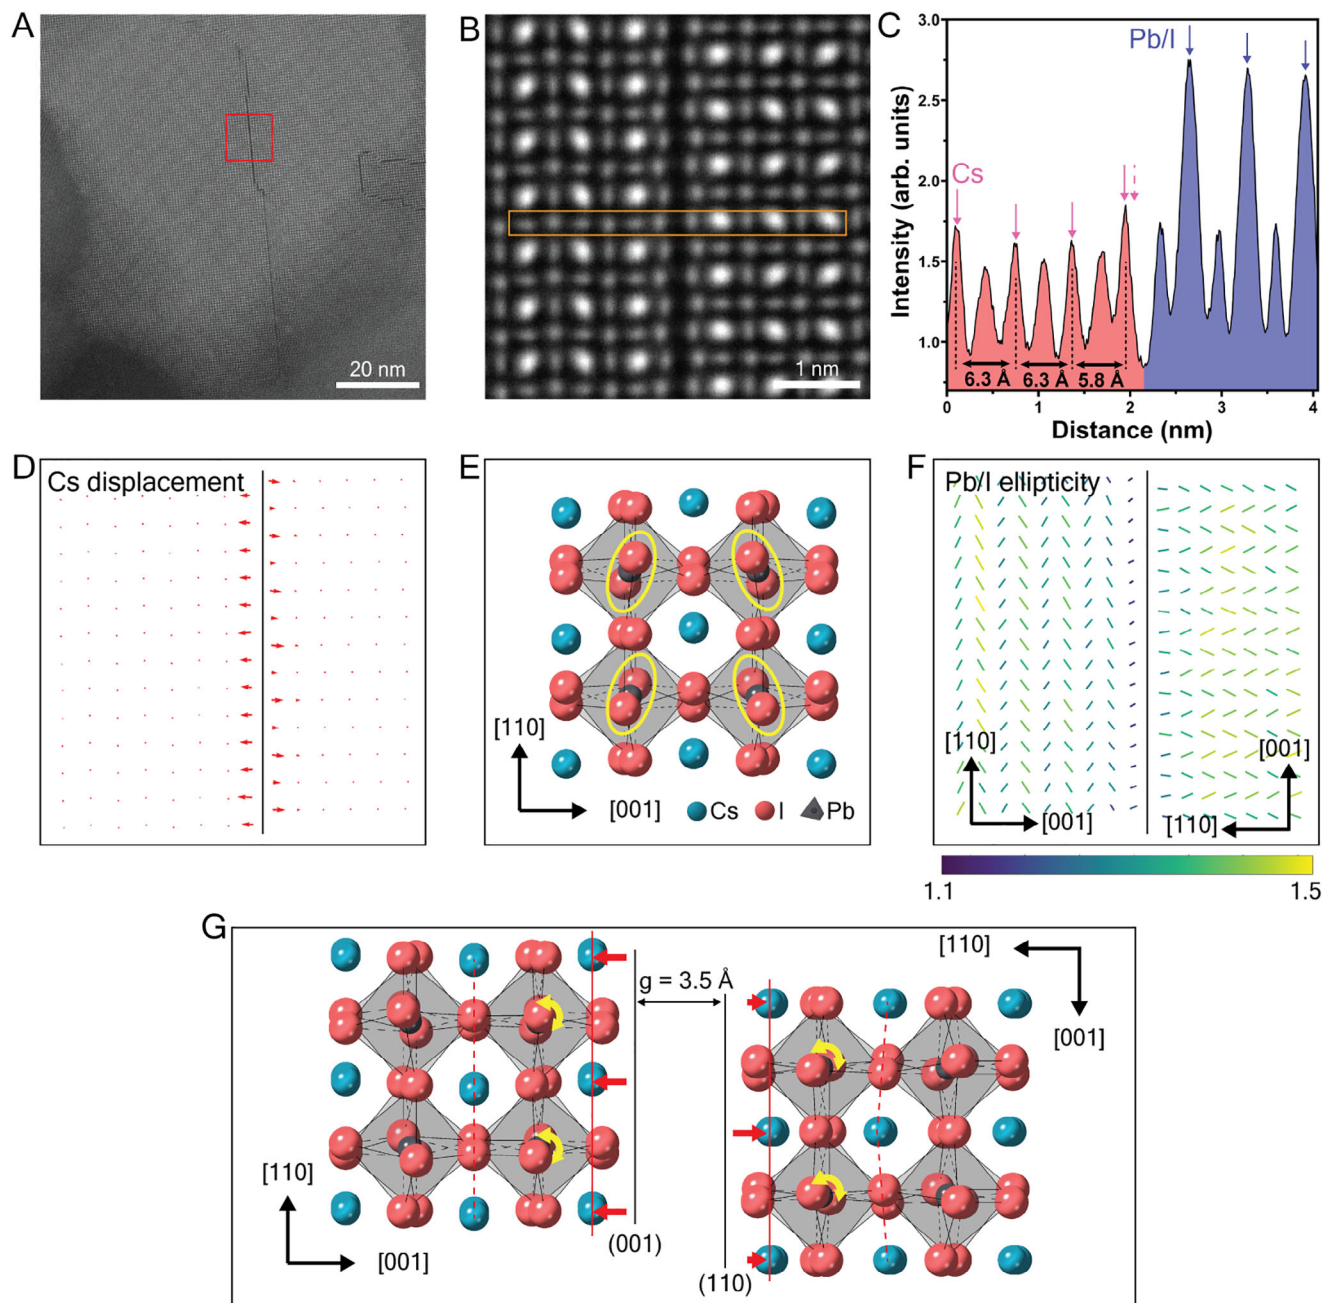 A
20 nm
B
1 nm
C
3.0
2.5
2.0
1.5
1.0
Intensity (arb. units)
Cs
Pb/I
6.3 Å
6.3 Å
5.8 Å
0
1
2
3
4
Distance (nm)
D
Cs displacement
E
[110]
[001]
Cs
I
Pb
F
Pb/I ellipticity
[110]
[001]
[001]
[110]
1.1
1.5
G
[110]
[001]
g = 3.5 Å
[110]
[001]
(001)
(110)